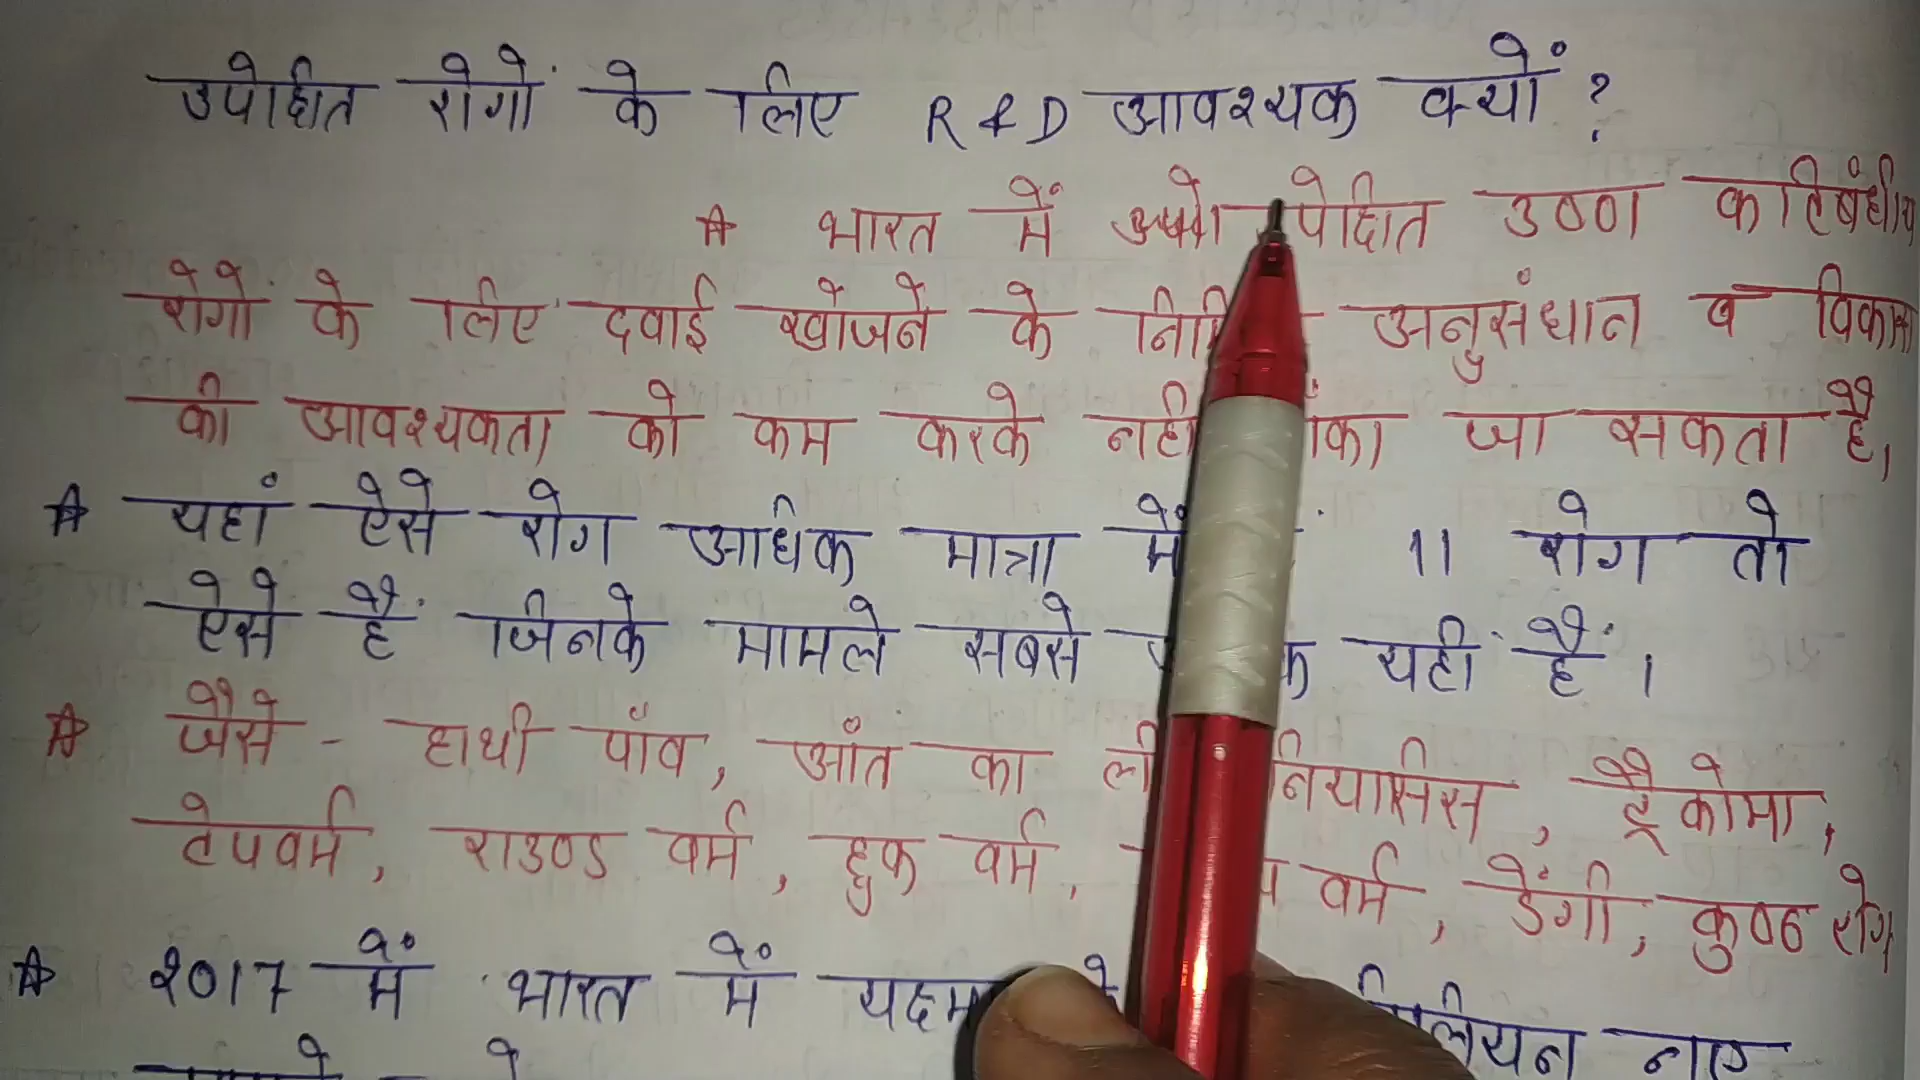 उपेक्षित रोगों के लिए R & D आवश्यक क्यों ?
☆ भारत में उपेक्षित उष्ण कटिबंधीय
रोगों के लिए दवाई खोजने के अनुसंधान व विकास
की आवश्यकता को कम करके नहीं जा सकता है,
☆ यहां ऐसे रोग अधिक मात्रा में 11 रोग तो
ऐसे हैं जिनके मामले सबसे यहीं हैं ।
☆ जैसे - हाथी पाँव, आंत का , ट्रैकोमा,
टेपवर्म, राउण्ड वर्म, हुक वर्म, वर्म, डेंगी, कुष्ठ रोग
☆ 2017 में भारत में नए